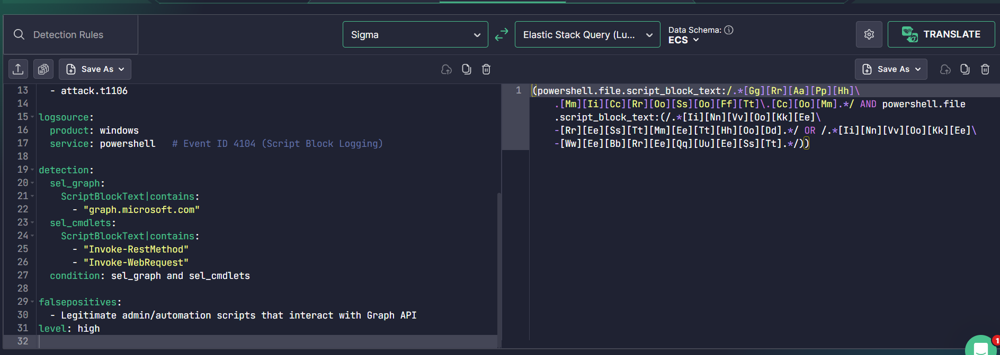 Detection Rules
Sigma
Elastic Stack Query (Lu...
Data Schema:
ECS
TRANSLATE
Save As
Save As
13 - attack.t1106
14
15 logsource:
16 product: windows
17 service: powershell # Event ID 4104 (Script Block Logging)
18
19 detection:
20 sel_graph:
21 ScriptBlockText|contains:
22 - "graph.microsoft.com"
23 sel_cmdlets:
24 ScriptBlockText|contains:
25 - "Invoke-RestMethod"
26 - "Invoke-WebRequest"
27 condition: sel_graph and sel_cmdlets
28
29 falsepositives:
30 - Legitimate admin/automation scripts that interact with Graph API
31 level: high
32
1 (powershell.file.script_block_text:/.*[Gg][Rr][Aa][Pp][Hh]\
.[Mm][Ii][Cc][Rr][Oo][Ss][Oo][Ff][Tt]\.[Cc][Oo][Mm].*/ AND powershell.file
.script_block_text:(/.*[Ii][Nn][Vv][Oo][Kk][Ee]\
-[Rr][Ee][Ss][Tt][Mm][Ee][Tt][Hh][Oo][Dd].*/ OR /.*[Ii][Nn][Vv][Oo][Kk][Ee]\
-[Ww][Ee][Bb][Rr][Ee][Qq][Uu][Ee][Ss][Tt].*/))
1